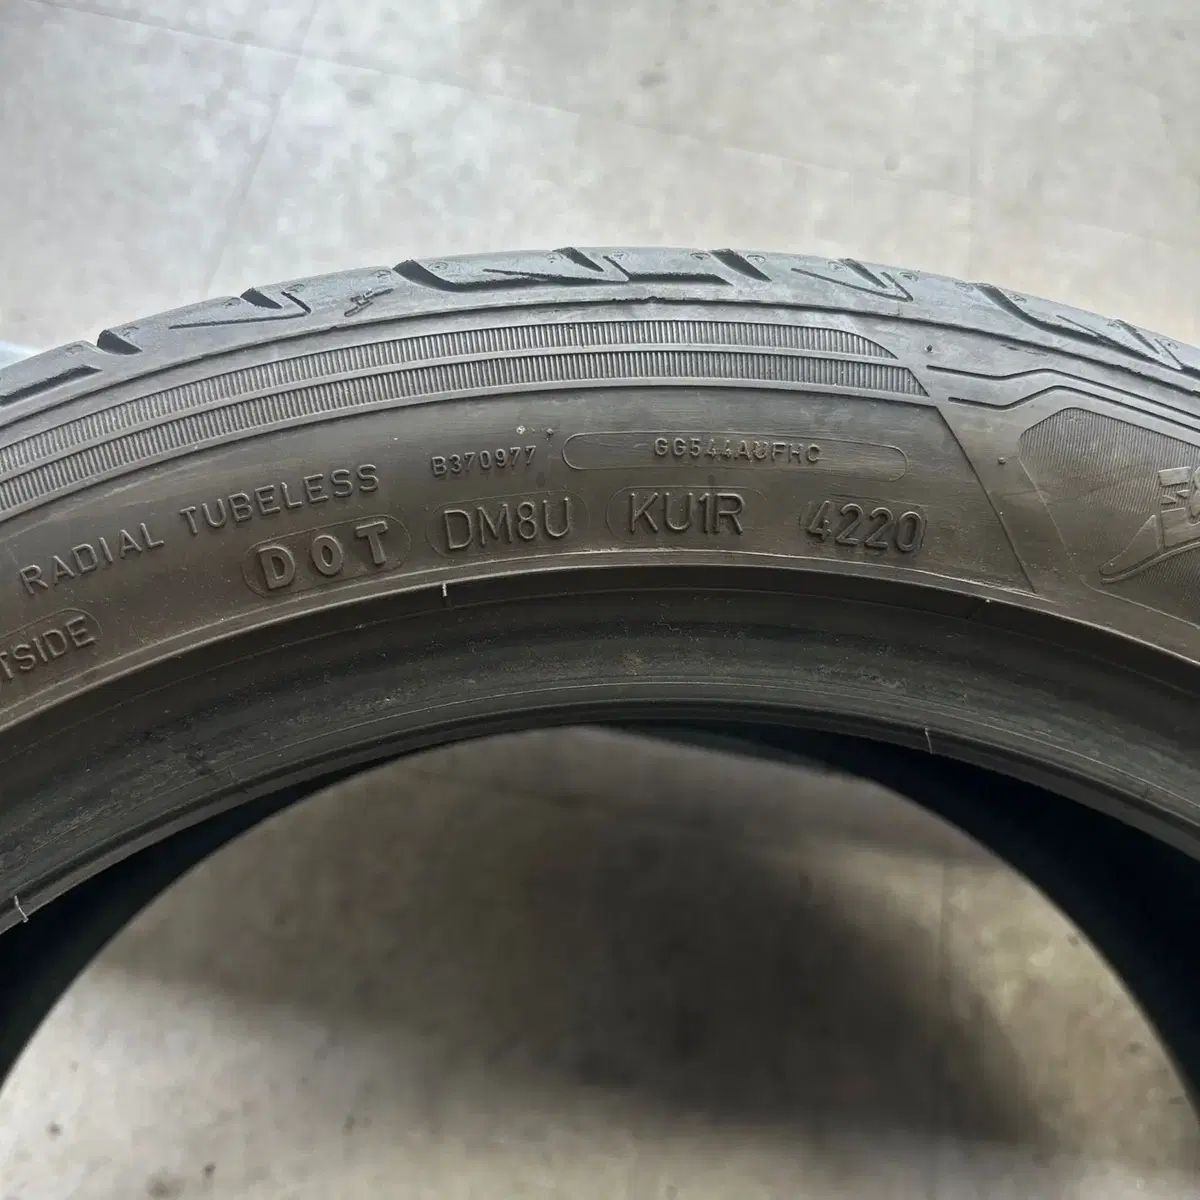 RADIAL TUBELESS
B370977
GG544AUFHC
DOT DM8U KU1R 4220
TSIDE